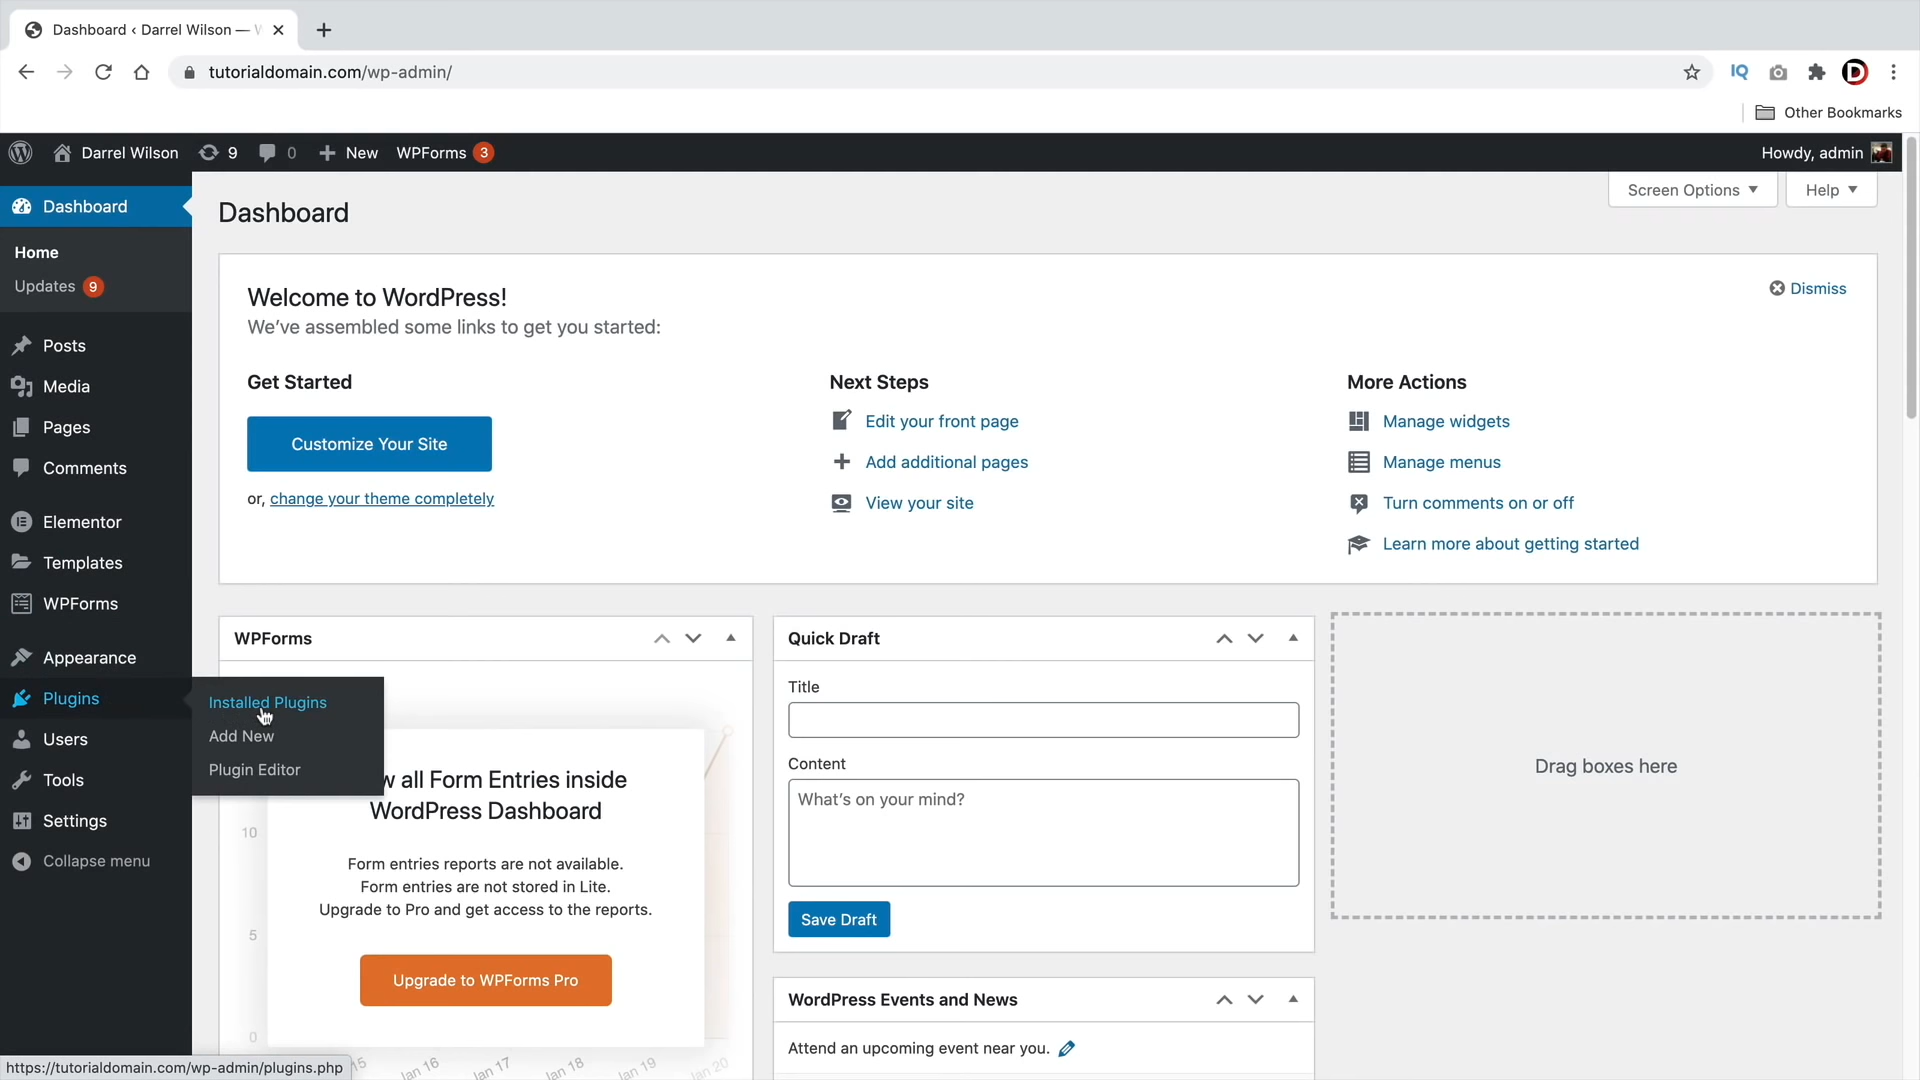 Dashboard ‹ Darrel Wilson —
tutorialdomain.com/wp-admin/
IQ
D
Other Bookmarks
Darrel Wilson 9 0 New WPForms 3
Howdy, admin
Dashboard
Screen Options
Help
Dashboard
Home
Updates 9
Posts
Media
Pages
Comments
Elementor
Templates
WPForms
Appearance
Plugins
Users
Tools
Settings
Collapse menu
Installed Plugins
Add New
Plugin Editor
Welcome to WordPress!
We’ve assembled some links to get you started:
Dismiss
Get Started
Customize Your Site
or, change your theme completely
Next Steps
Edit your front page
Add additional pages
View your site
More Actions
Manage widgets
Manage menus
Turn comments on or off
Learn more about getting started
WPForms
all Form Entries inside
WordPress Dashboard
Form entries reports are not available.
Form entries are not stored in Lite.
Upgrade to Pro and get access to the reports.
Upgrade to WPForms Pro
10
5
0
15
Jan 16
Jan 17
Jan 18
Jan 19
Jan 20
Quick Draft
Title
Content
What’s on your mind?
Save Draft
WordPress Events and News
Attend an upcoming event near you.
Drag boxes here
https://tutorialdomain.com/wp-admin/plugins.php